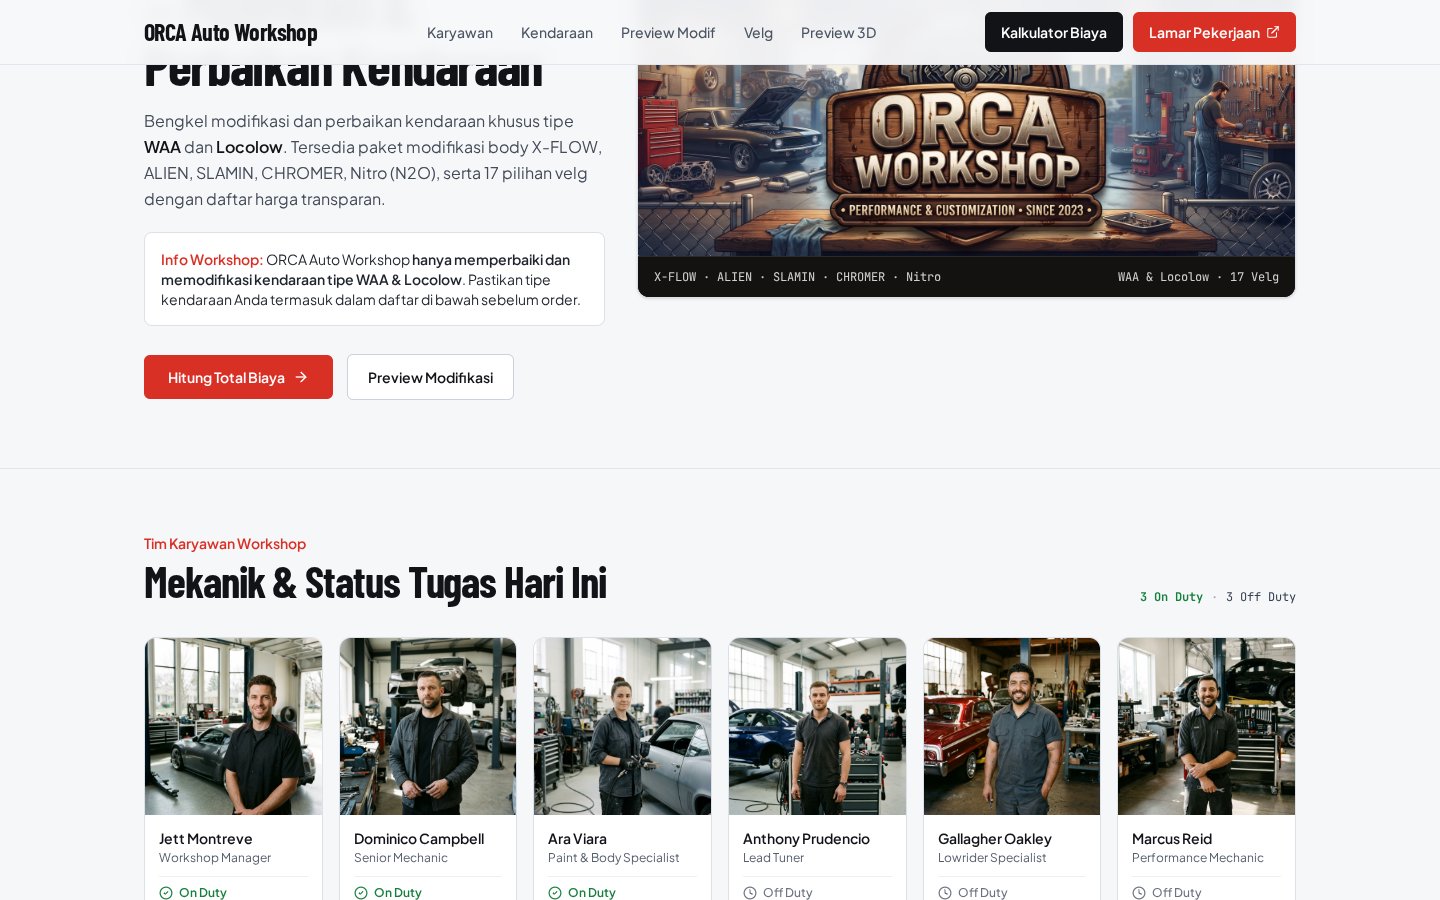 ORCA Auto Workshop
Karyawan
Kendaraan
Preview Modif
Velg
Preview 3D
Kalkulator Biaya
Lamar Pekerjaan
Perbaikan Kendaraan
Bengkel modifikasi dan perbaikan kendaraan khusus tipe
WAA dan Locolow. Tersedia paket modifikasi body X-FLOW,
ALIEN, SLAMIN, CHROMER, Nitro (N2O), serta 17 pilihan velg
dengan daftar harga transparan.
Info Workshop: ORCA Auto Workshop hanya memperbaiki dan
memodifikasi kendaraan tipe WAA & Locolow. Pastikan tipe
kendaraan Anda termasuk dalam daftar di bawah sebelum order.
Hitung Total Biaya
Preview Modifikasi
ORCA
WORKSHOP
• PERFORMANCE & CUSTOMIZATION • SINCE 2023 •
X-FLOW · ALIEN · SLAMIN · CHROMER · Nitro
WAA & Locolow · 17 Velg
Tim Karyawan Workshop
Mekanik & Status Tugas Hari Ini
3 On Duty · 3 Off Duty
Jett Montreve
Workshop Manager
On Duty
Dominico Campbell
Senior Mechanic
On Duty
Ara Viara
Paint & Body Specialist
On Duty
Anthony Prudencio
Lead Tuner
Off Duty
Gallagher Oakley
Lowrider Specialist
Off Duty
Marcus Reid
Performance Mechanic
Off Duty